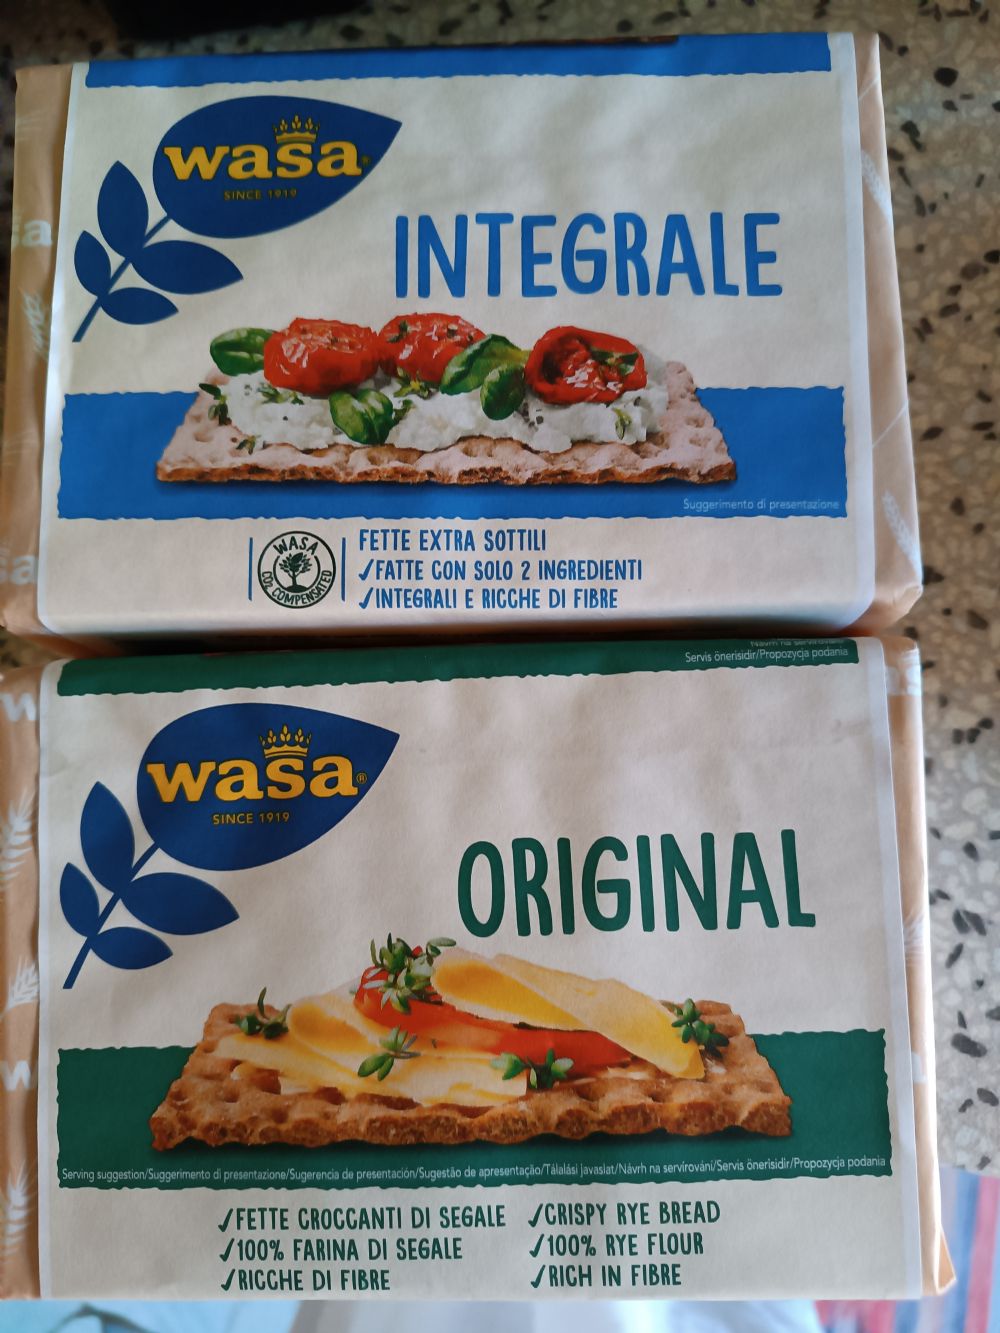 wasa®
SINCE 1919
INTEGRALE
Suggerimento di presentazione
WASA
CO2 COMPENSATED
FETTE EXTRA SOTTILI
✓FATTE CON SOLO 2 INGREDIENTI
✓INTEGRALI E RICCHE DI FIBRE
Servis önerisidir/Propozycja podania
wasa®
SINCE 1919
ORIGINAL
Serving suggestion/Suggerimento di presentazione/Sugerencia de presentación/Sugestão de apresentação/Tálalási javaslat/Návrh na servírování/Servis önerisidir/Propozycja podania
✓FETTE CROCCANTI DI SEGALE
✓100% FARINA DI SEGALE
✓RICCHE DI FIBRE
✓CRISPY RYE BREAD
✓100% RYE FLOUR
✓RICH IN FIBRE